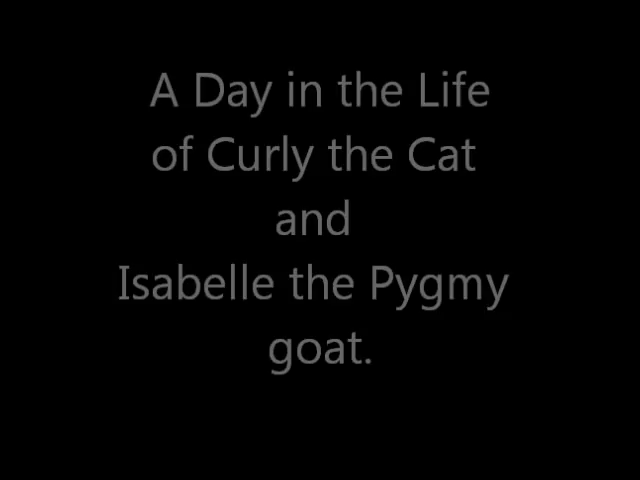 A Day in the Life
of Curly the Cat
and
Isabelle the Pygmy
goat.